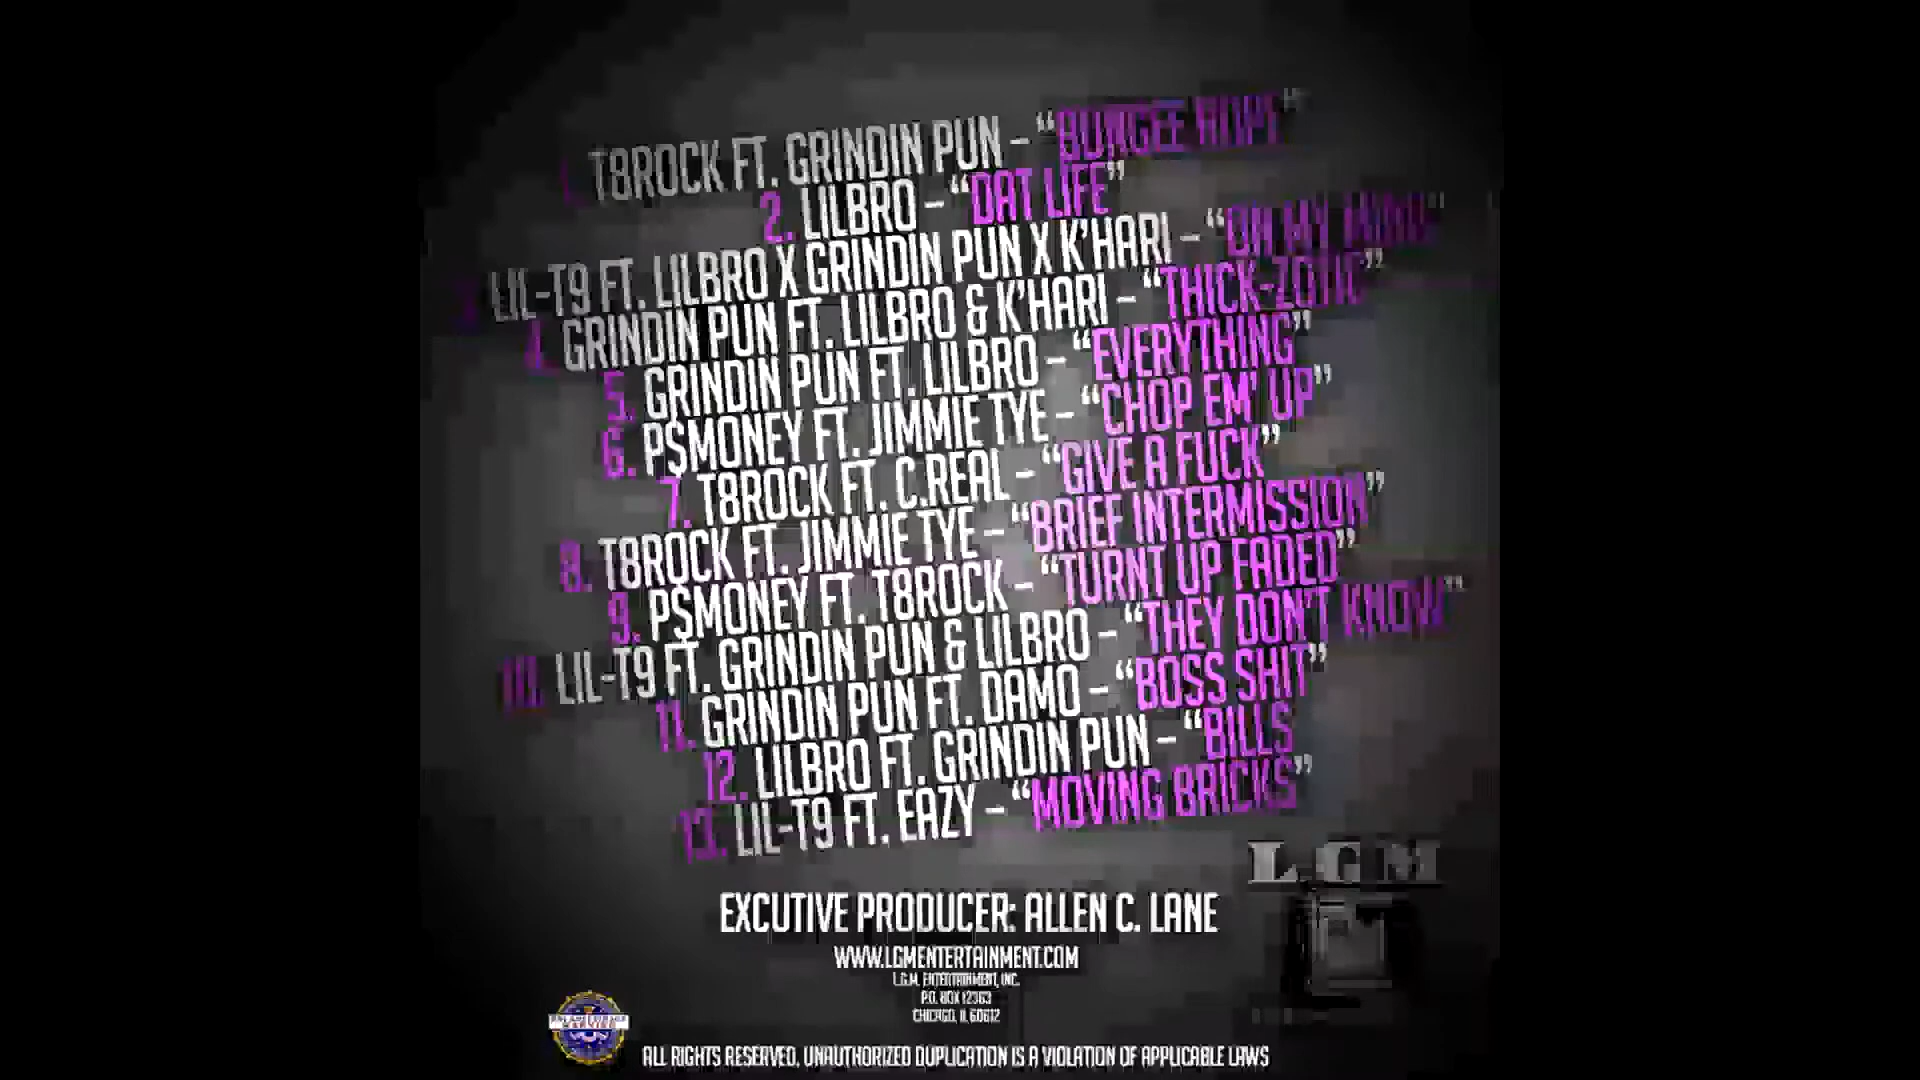 1. T8ROCK FT. GRINDIN PUN – "BUNGEE ROPE"
2. LILBRO – "DAT LIFE"
3. LIL-T9 FT. LILBRO X GRINDIN PUN X K'HARI – "ON MY MIND"
4. GRINDIN PUN FT. LILBRO & K'HARI – "THICK-ZOTIC"
5. GRINDIN PUN FT. LILBRO – "EVERYTHING"
6. P$MONEY FT. JIMMIE TYE – "CHOP EM' UP"
7. T8ROCK FT. C.REAL – "GIVE A FUCK"
8. T8ROCK FT. JIMMIE TYE – "BRIEF INTERMISSION"
9. P$MONEY FT. T8ROCK – "TURNT UP FADED"
10. LIL-T9 FT. GRINDIN PUN & LILBRO – "THEY DON'T KNOW"
11. GRINDIN PUN FT. DAMO – "BOSS SHIT"
12. LILBRO FT. GRINDIN PUN – "BILLS
13. LIL-T9 FT. EAZY – "MOVING BRICKS"
L.G.M
EXCUTIVE PRODUCER: ALLEN C. LANE
WWW.LGMENTERTAINMENT.COM
L.G.M. ENTERTAINMENT, INC.
P.O. BOX 12363
CHICAGO, IL 60612
ALL RIGHTS RESERVED. UNAUTHORIZED DUPLICATION IS A VIOLATION OF APPLICABLE LAWS